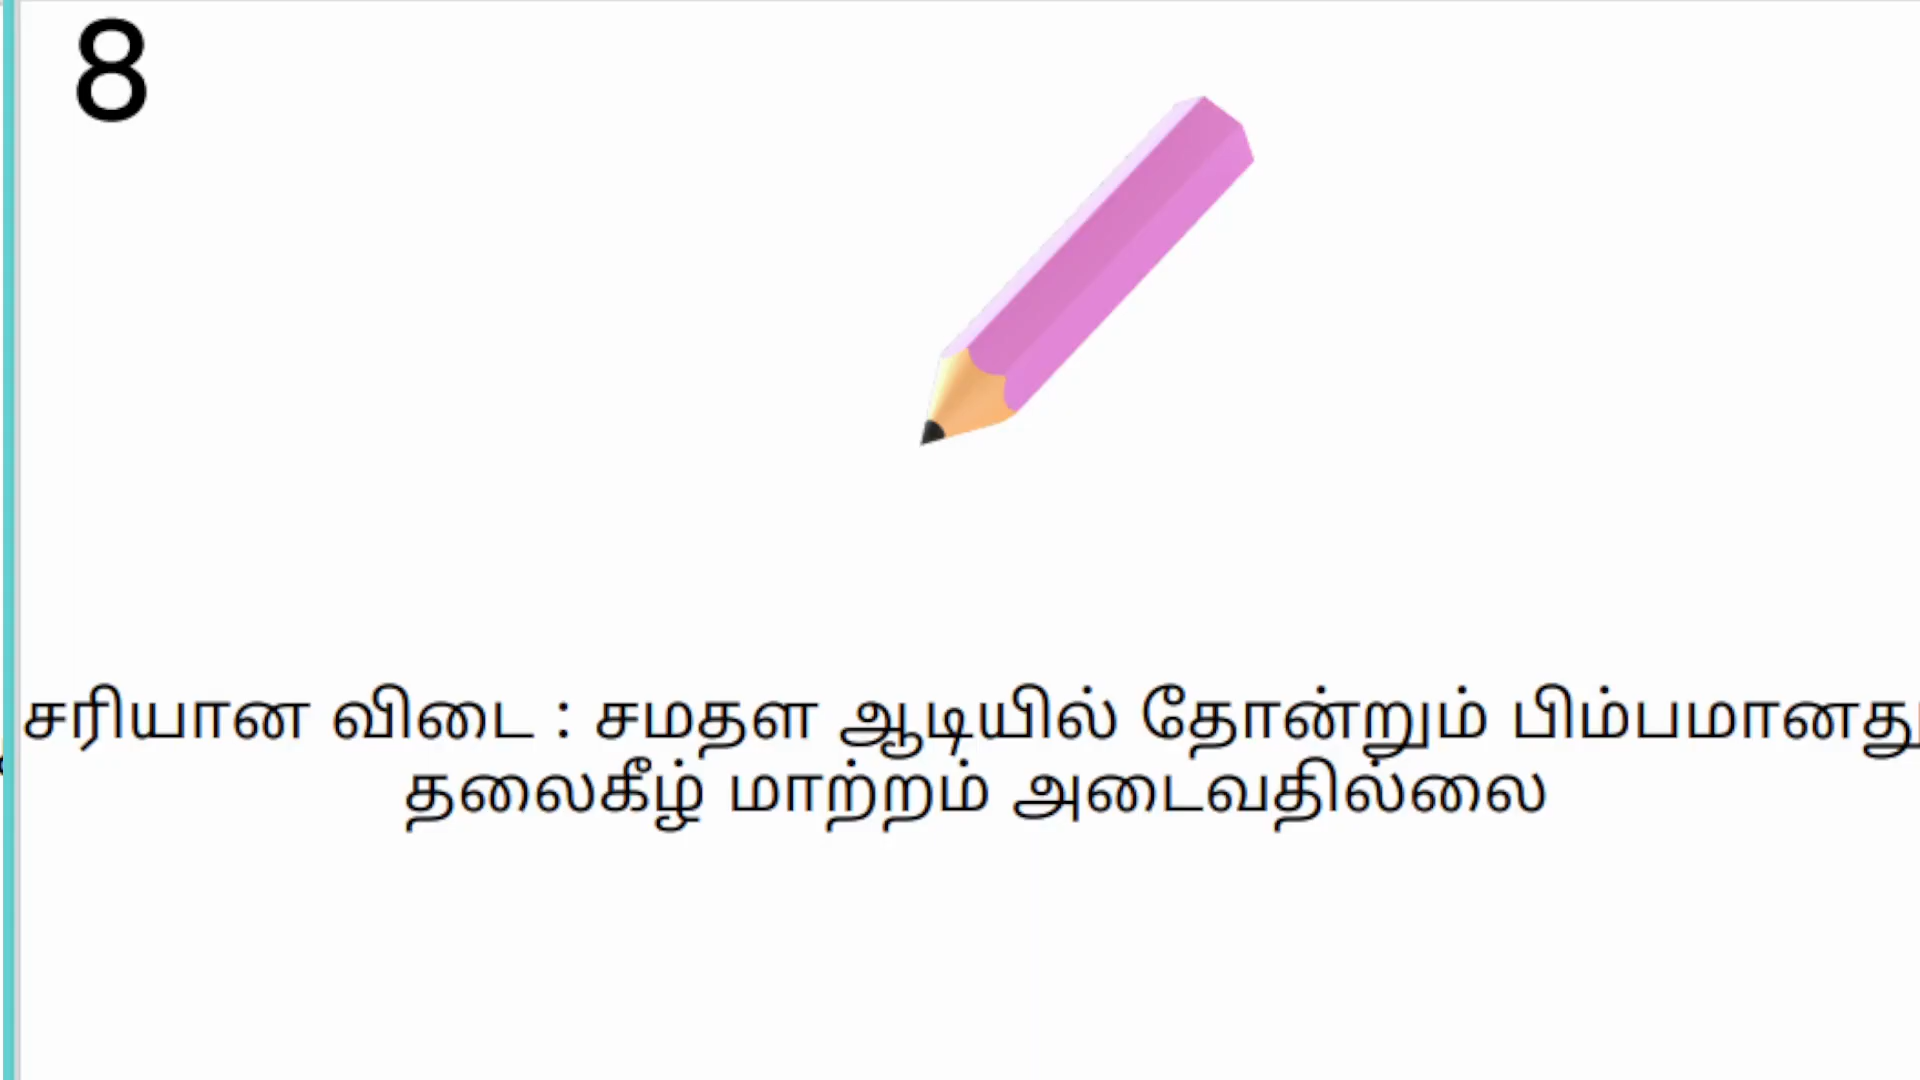 8
சரியான விடை : சமதள ஆடியில் தோன்றும் பிம்பமானது
தலைகீழ் மாற்றம் அடைவதில்லை